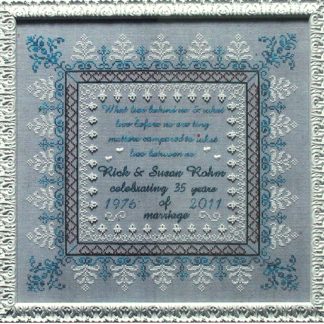 What lies behind us & what
lies before us are tiny
matters compared to what
lies between us
Rick & Susan Rohm
celebrating 35 years
1976 of 2011
marriage